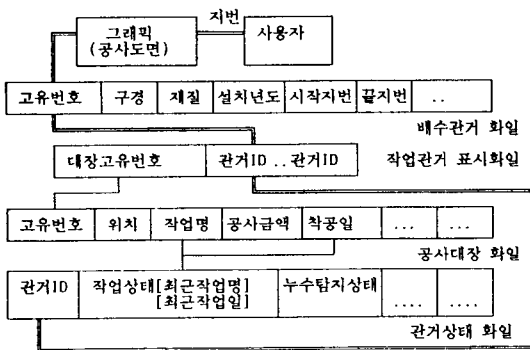 지번
그래픽 사용자
(공사도면)
고유번호 구경 재질 설치년도 시작지번 끝지번 ..
배수관거 화일
대장고유번호 관거ID ..관거ID 작업관거 표시화일
고유번호 위치 작업명 공사금액 착공일 ... ...
공사대장 화일
관거ID 작업상태[최근작업명] 누수탐지상태 .... ....
[최근작업일]
관거상태 화일